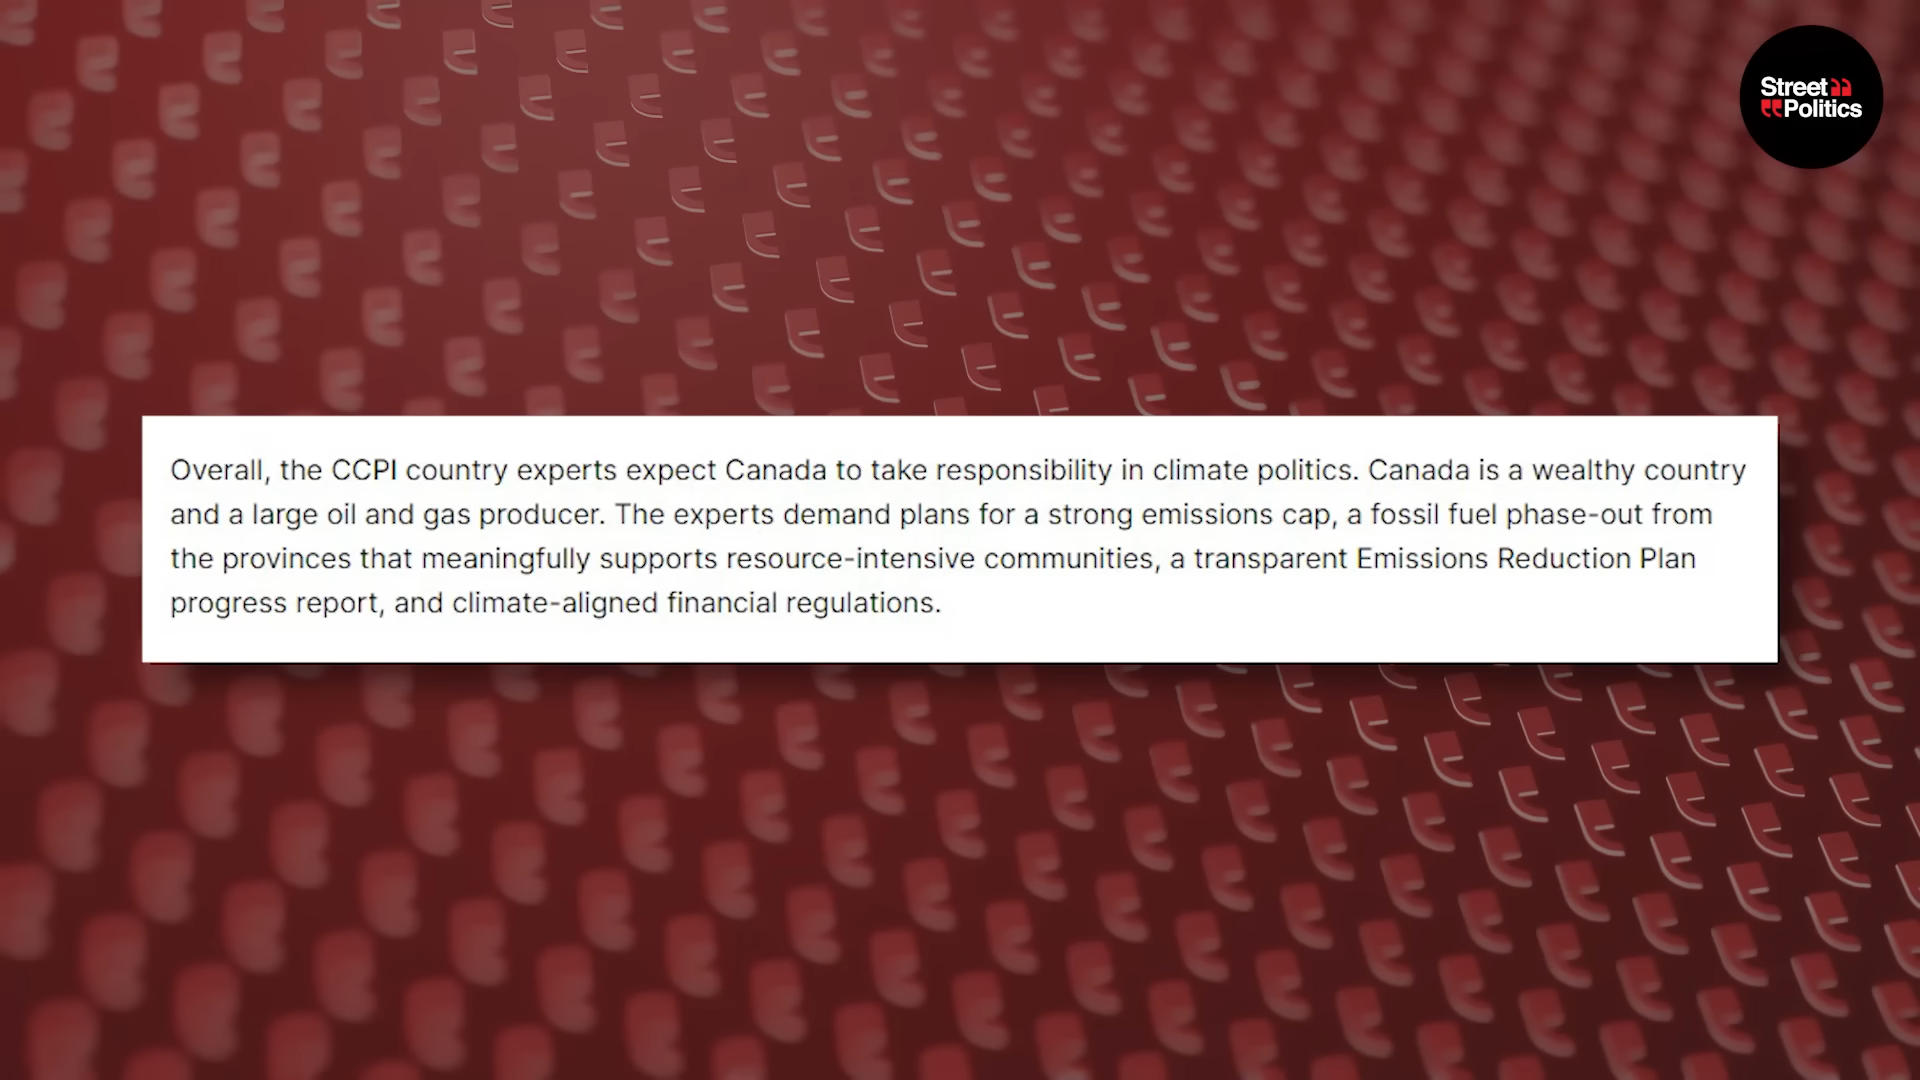 Street
Politics
Overall, the CCPI country experts expect Canada to take responsibility in climate politics. Canada is a wealthy country
and a large oil and gas producer. The experts demand plans for a strong emissions cap, a fossil fuel phase-out from
the provinces that meaningfully supports resource-intensive communities, a transparent Emissions Reduction Plan
progress report, and climate-aligned financial regulations.